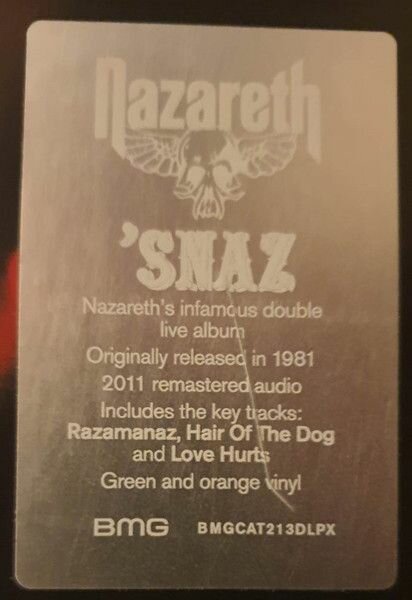 Nazareth
'SNAZ
Nazareth's infamous double
live album
Originally released in 1981
2011 remastered audio
Includes the key tracks:
Razamanaz, Hair Of The Dog
and Love Hurts
Green and orange vinyl
BMG BMGCAT213DLPX